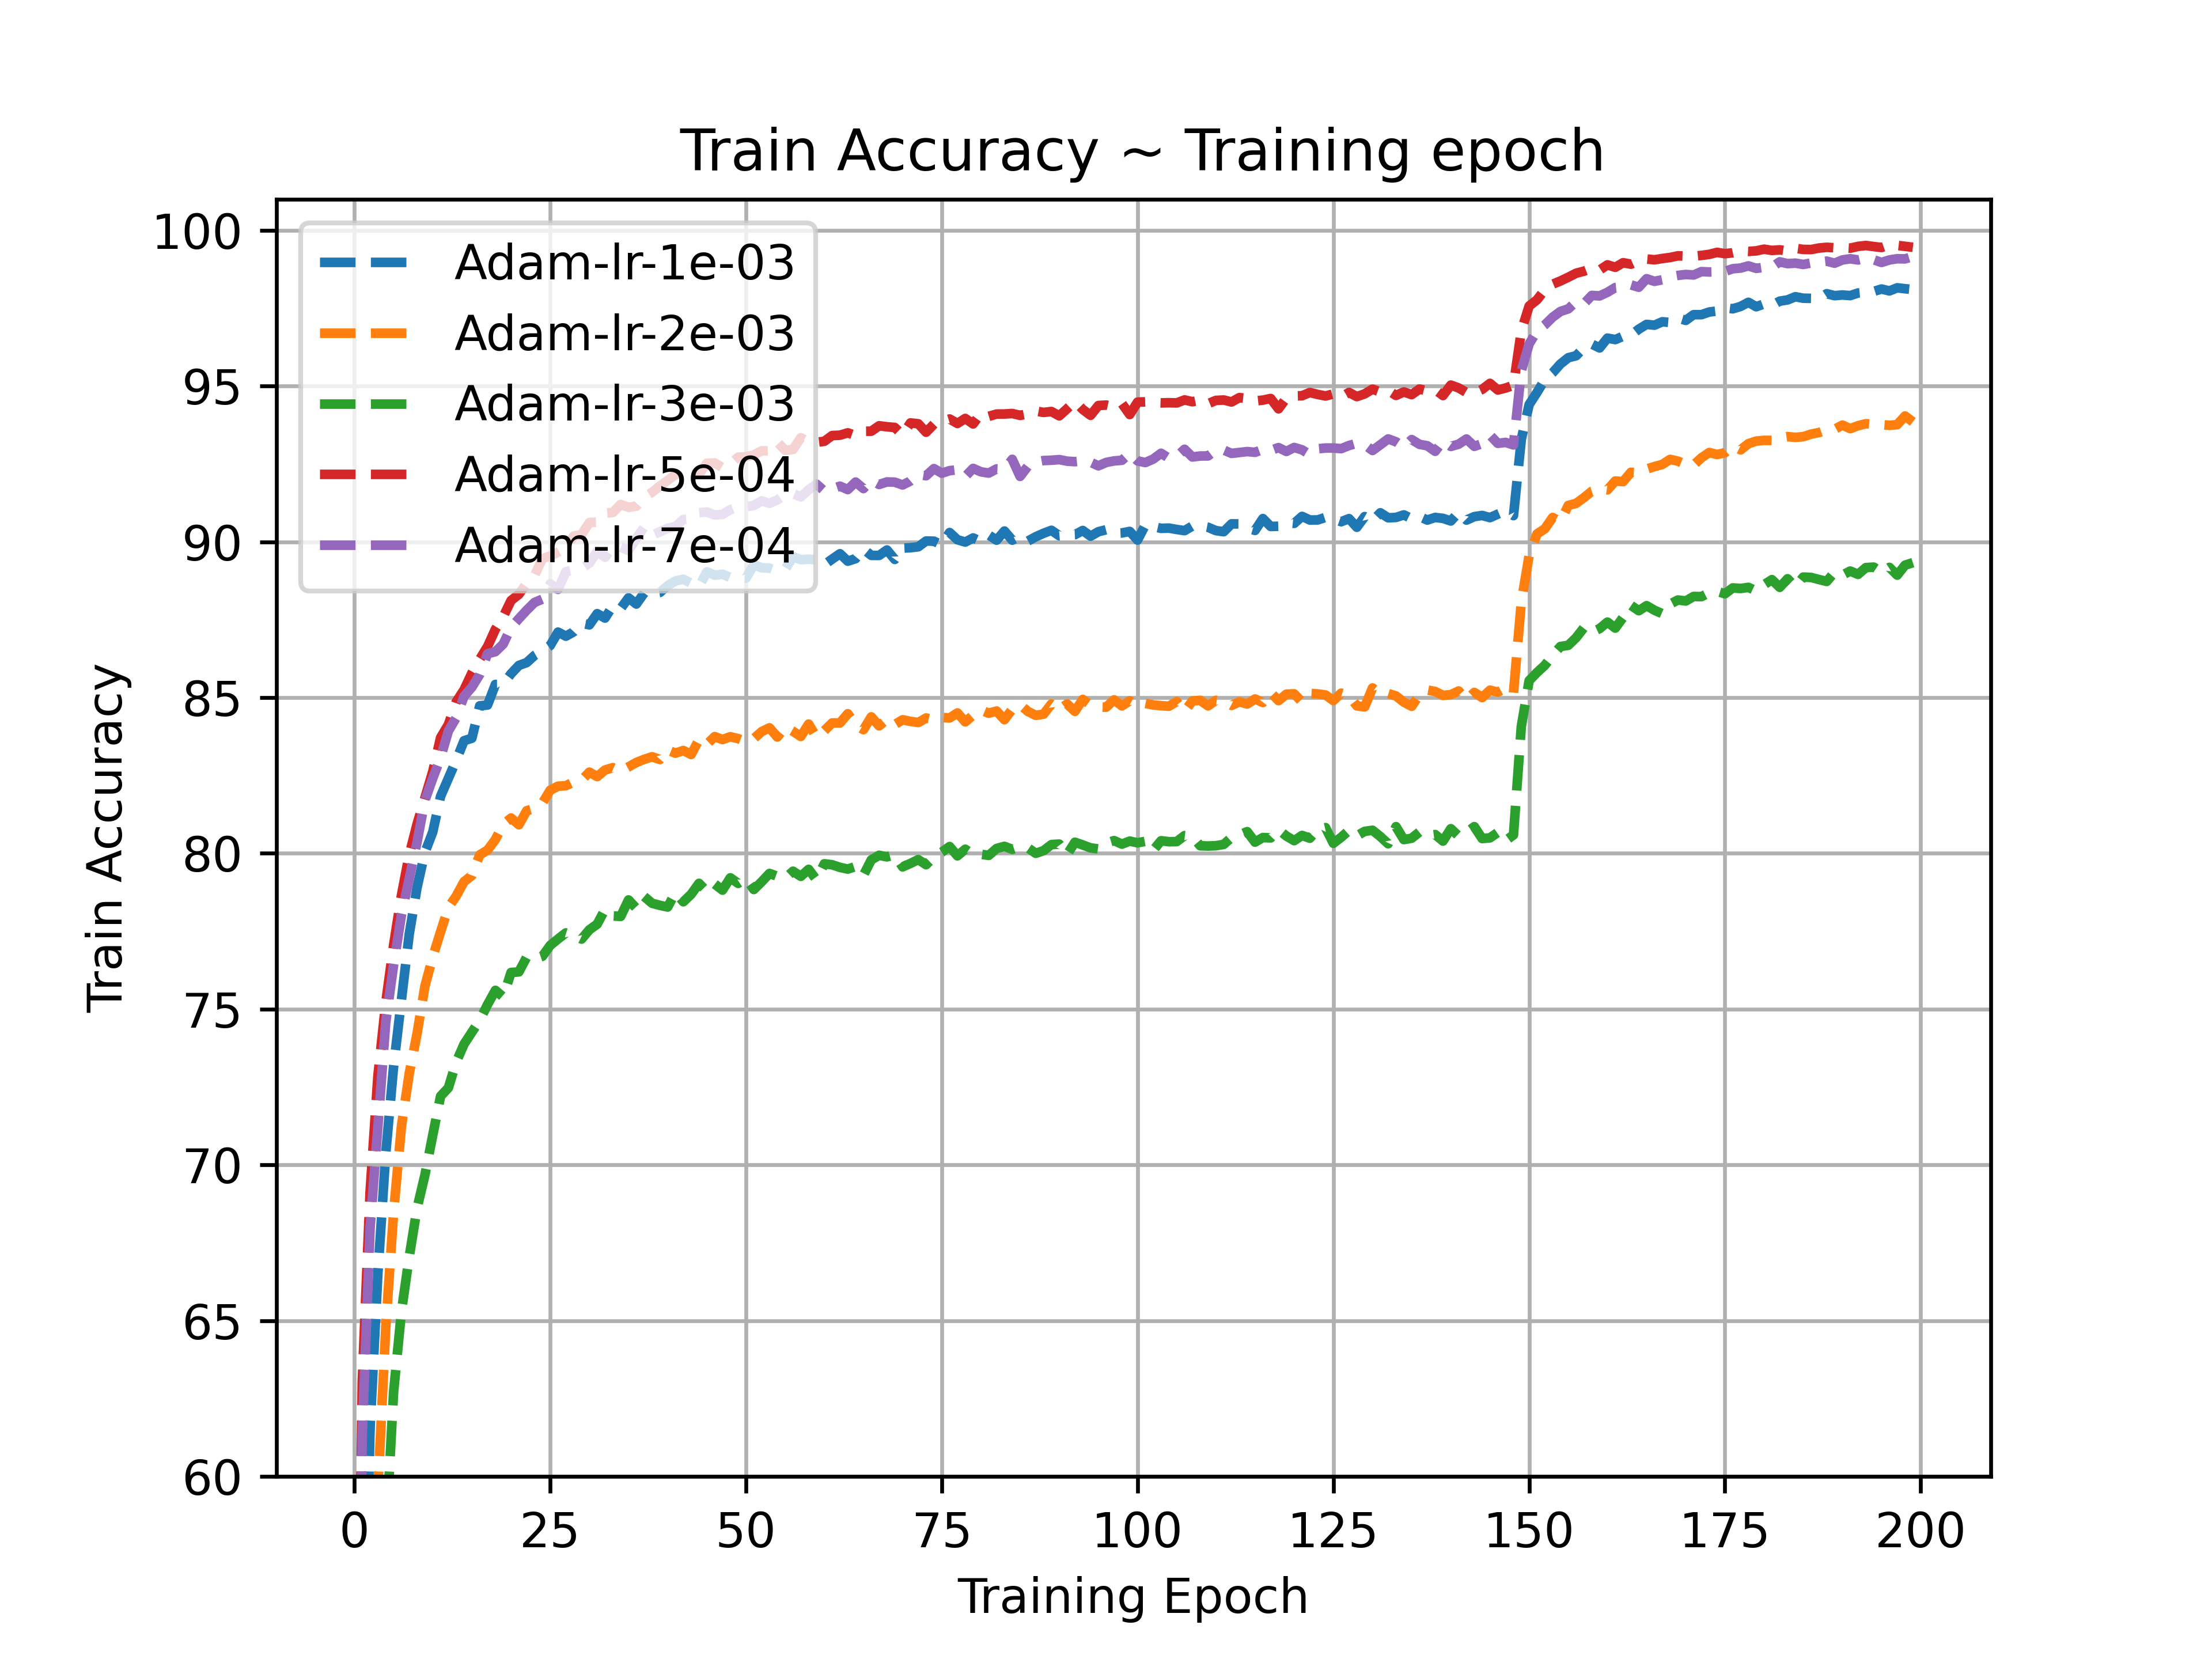 Train Accuracy ~ Training epoch
100
95
90
85
80
75
70
65
60
Train Accuracy
Adam-lr-1e-03
Adam-lr-2e-03
Adam-lr-3e-03
Adam-lr-5e-04
Adam-lr-7e-04
0 25 50 75 100 125 150 175 200
Training Epoch